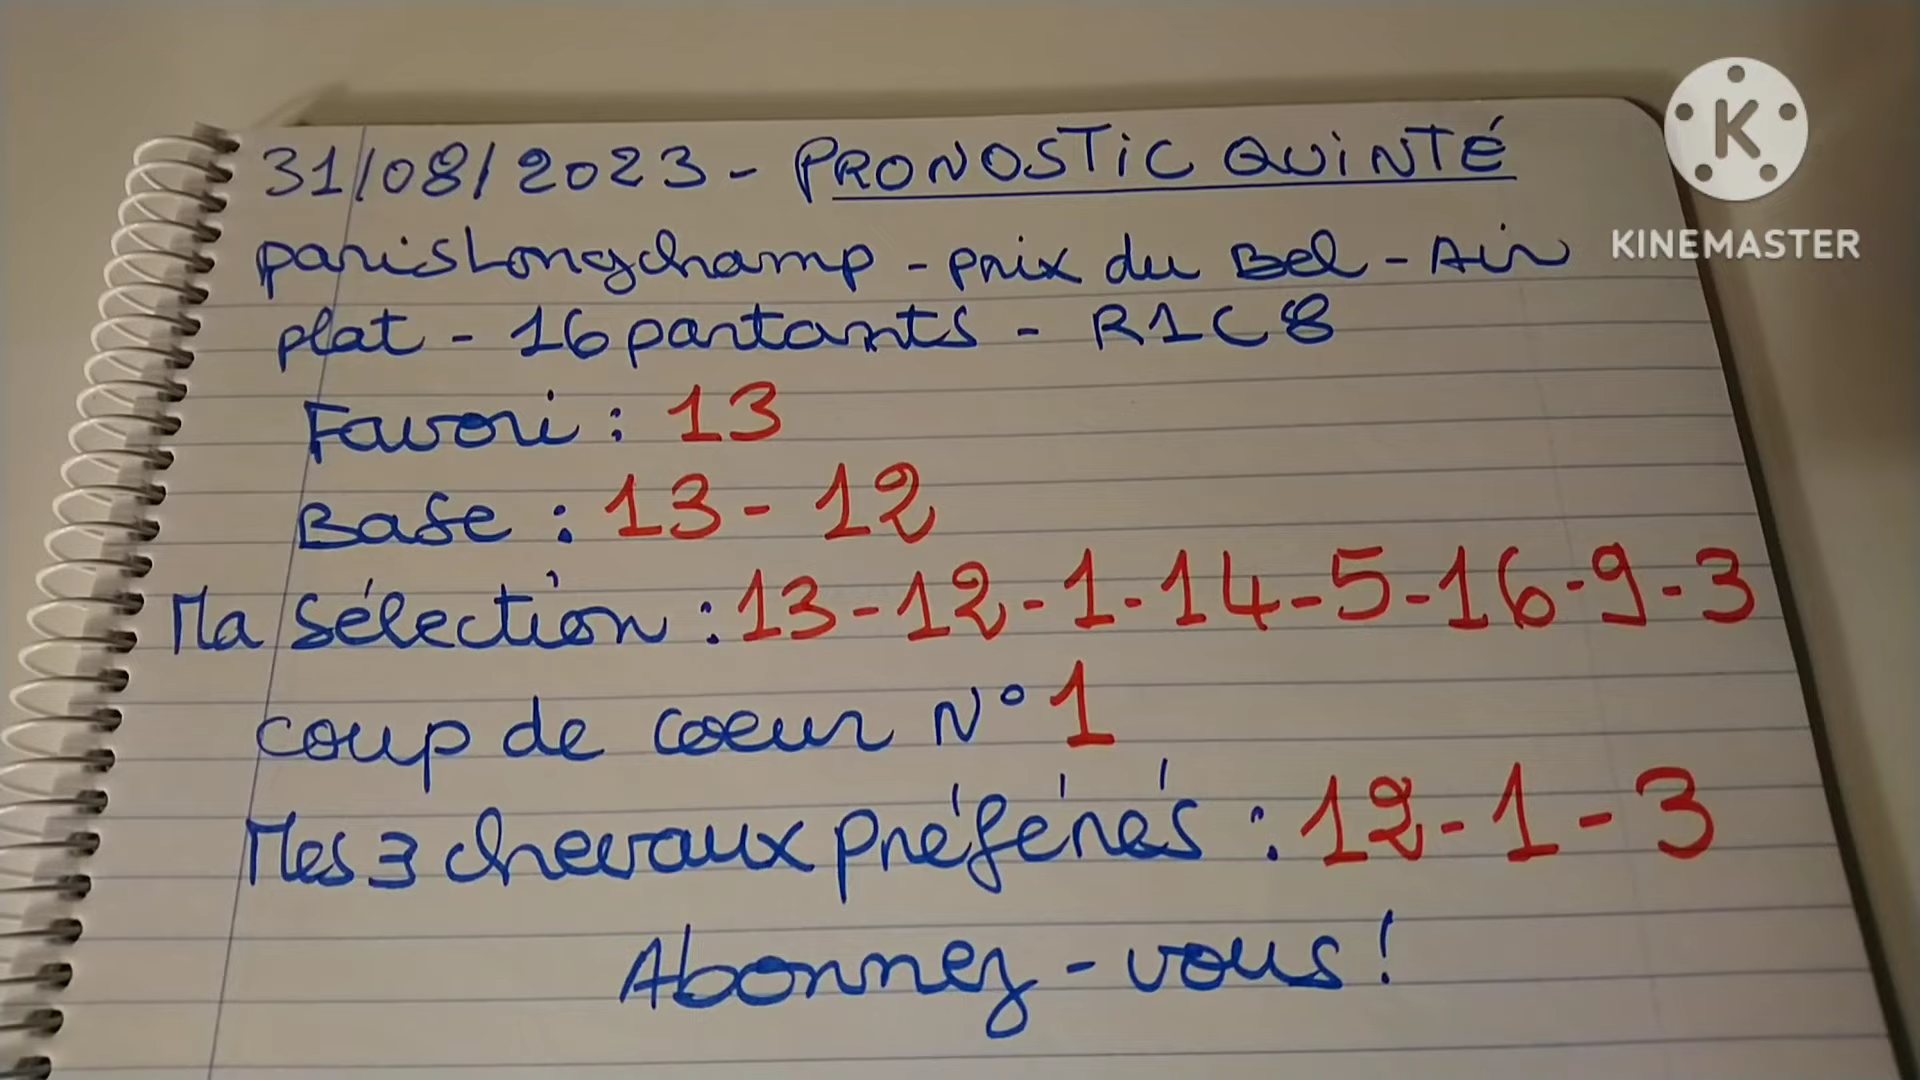 31/08/2023 - PRONOSTIC QUINTÉ
parisLongchamp - prix du Bel - Air
plat - 16 partants - R1C8
Favori : 13
Base : 13 - 12
Ma sélection : 13 - 12 - 1 - 14 - 5 - 16 - 9 - 3
coup de coeur N° 1
Mes 3 chevaux préférés : 12 - 1 - 3
Abonnez - vous !
K
KINEMASTER